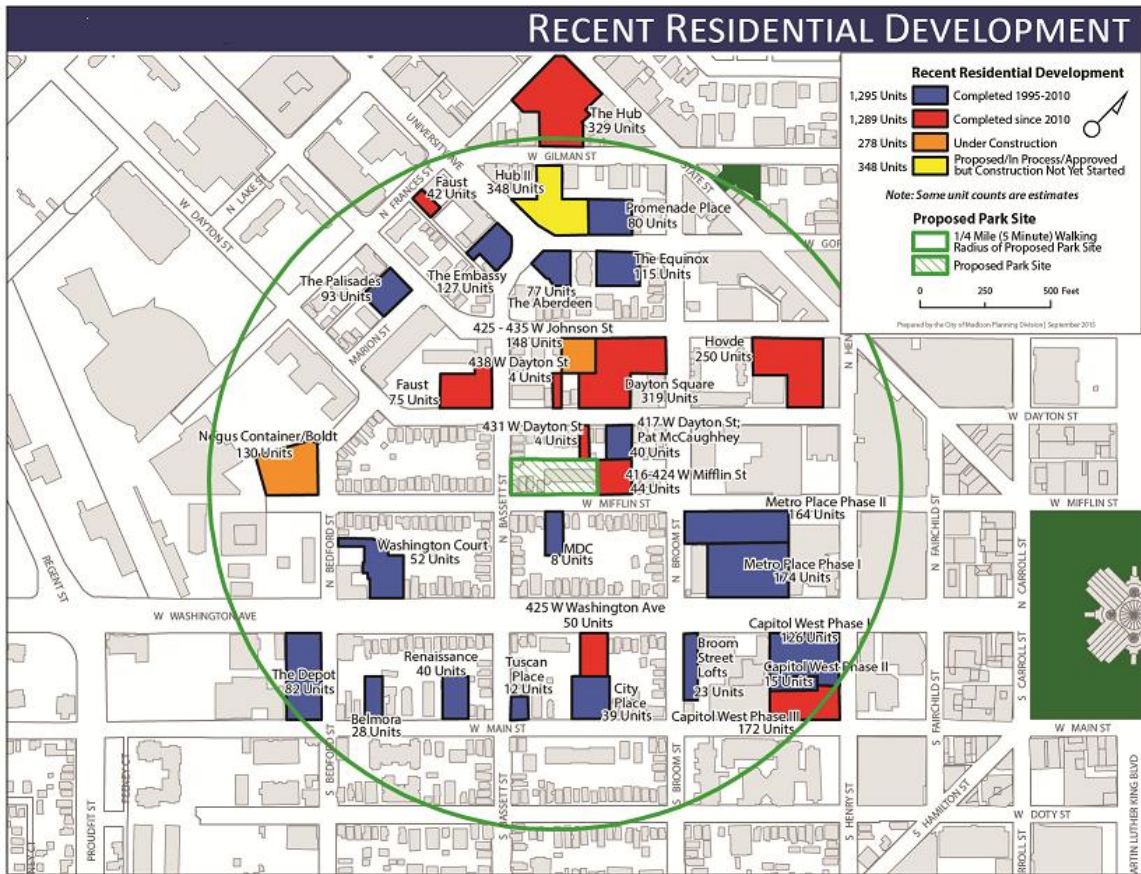 RECENT RESIDENTIAL DEVELOPMENT
Recent Residential Development
1,295 Units Completed 1995-2010
1,289 Units Completed since 2010
278 Units Under Construction
348 Units Proposed/In Process/Approved
but Construction Not Yet Started
Note: Some unit counts are estimates
Proposed Park Site
1/4 Mile (5 Minute) Walking
Radius of Proposed Park Site
Proposed Park Site
0 250 500 Feet
Prepared by the City of Madison Planning Division | September 2015
The Hub
329 Units
UNIVERSITY AVE
W GILMAN ST
STATE ST
N LAKE ST
W DAYTON ST
N FRANCES ST
Faust
42 Units
Hub II
348 Units
Promenade Place
80 Units
W GOR
The Palisades
93 Units
The Embassy
127 Units
77 Units
The Aberdeen
The Equinox
115 Units
MARION ST
425 - 435 W Johnson St
148 Units
438 W Dayton St
4 Units
Faust
75 Units
Dayton Square
319 Units
Hovde
250 Units
N HEN
W DAYTON ST
Negus Container/Boldt
130 Units
431 W Dayton St
4 Units
417 W Dayton;
Pat McCaughhey
40 Units
416-424 W Mifflin St
44 Units
N BASSETT ST
W MIFFLIN ST
W MIFFLIN ST
Metro Place Phase II
164 Units
Washington Court
52 Units
MDC
8 Units
Metro Place Phase I
174 Units
N BEDFORD ST
N BROOM ST
N FAIRCHILD ST
N CARROLL ST
REGENT ST
W WASHINGTON AVE
425 W Washington Ave
50 Units
Capitol West Phase I
126 Units
The Depot
82 Units
Renaissance
40 Units
Tuscan
Place
12 Units
City
Place
39 Units
Broom
Street
Lofts
23 Units
Capitol West Phase II
15 Units
Belmora
28 Units
Capitol West Phase III
172 Units
S FAIRCHILD ST
S CARROLL ST
W MAIN ST
W MAIN ST
PROUDFIT ST
S BEDFORD ST
S BASSETT ST
S BROOM ST
S HENRY ST
S HAMILTON ST
W DOTY ST
RROLL ST
ARTIN LUTHER KING BLVD